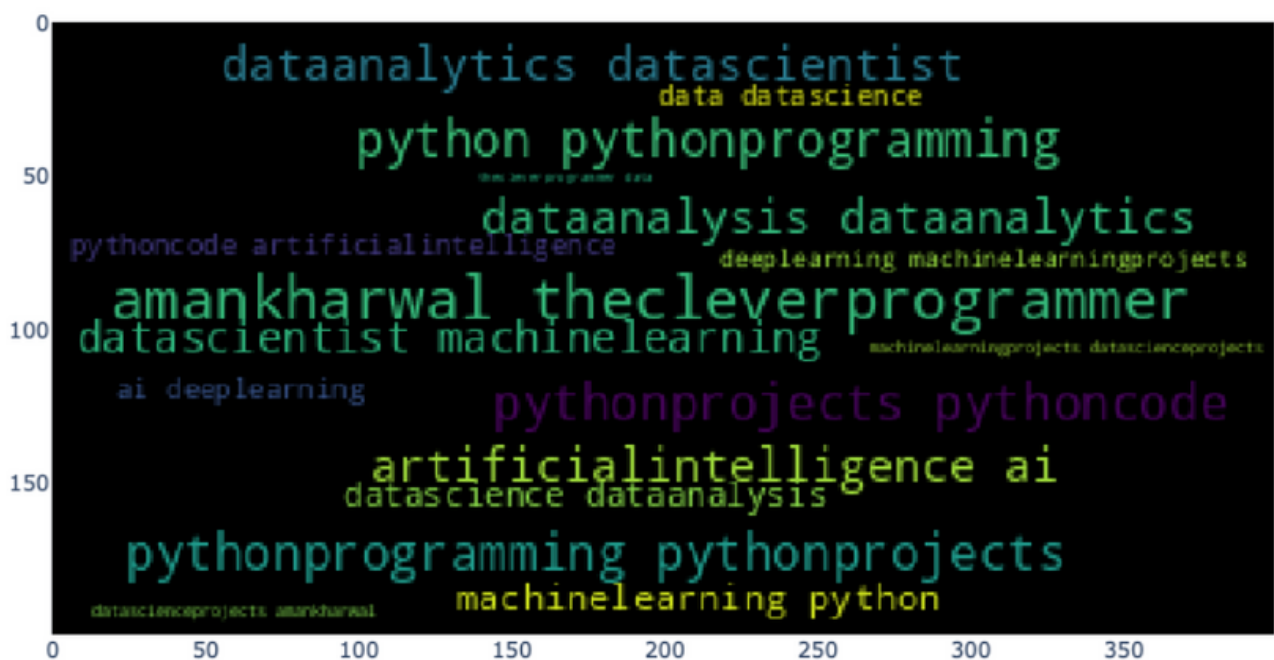 0
dataanalytics datascientist
data datascience
python pythonprogramming
50
thecleverprogrammer data
dataanalysis dataanalytics
pythoncode artificialintelligence
deeplearning machinelearningprojects
amankharwal thecleverprogrammer
100
datascientist machinelearning
machinelearningprojects datascienceprojects
ai deeplearning
pythonprojects pythoncode
artificialintelligence ai
150
datascience dataanalysis
pythonprogramming pythonprojects
machinelearning python
datascienceprojects amankharwal
0 50 100 150 200 250 300 350